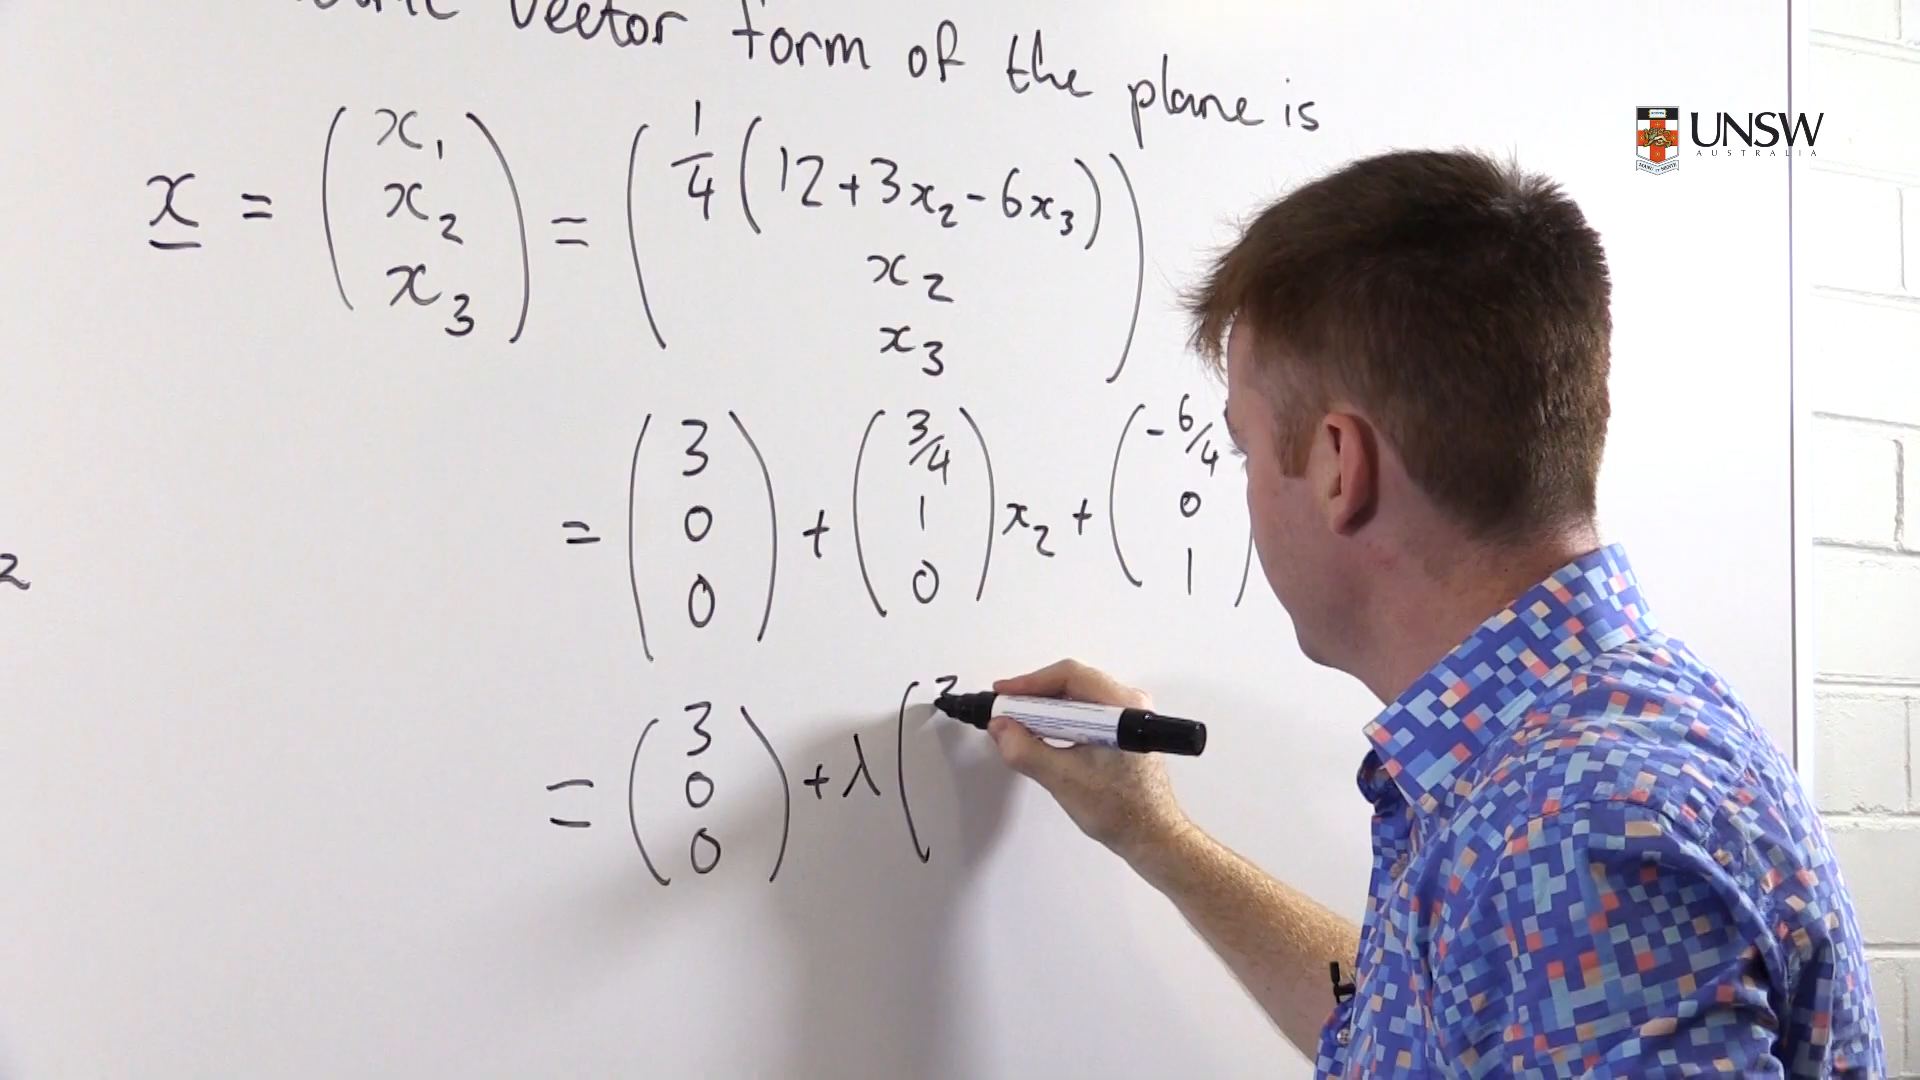 vector form of the plane is
x = (x₁ x₂ x₃) = (1/4 (12 + 3x₂ - 6x₃) x₂ x₃)
= (3 0 0) + (3/4 1 0) x₂ + (-6/4 0 1)
2
= (3 0 0) + λ (
UNSW
AUSTRALIA